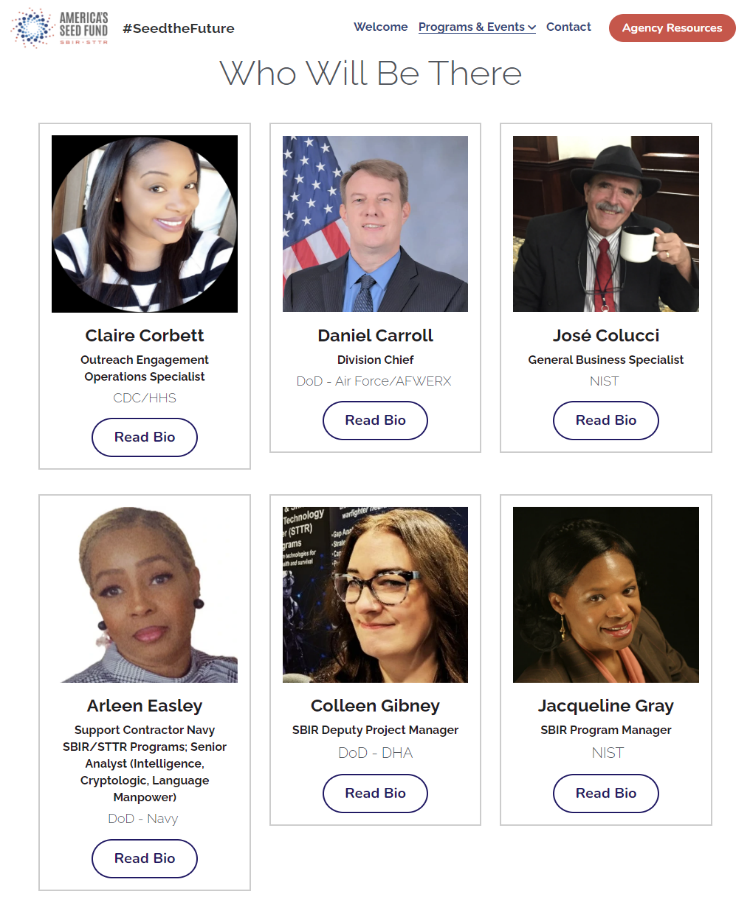 AMERICA'S
SEED FUND
SBIR·STTR
#SeedtheFuture
Welcome
Programs & Events
Contact
Agency Resources
Who Will Be There
Claire Corbett
Outreach Engagement
Operations Specialist
CDC/HHS
Read Bio
Daniel Carroll
Division Chief
DoD - Air Force/AFWERX
Read Bio
José Colucci
General Business Specialist
NIST
Read Bio
Arleen Easley
Support Contractor Navy
SBIR/STTR Programs; Senior
Analyst (Intelligence,
Cryptologic, Language
Manpower)
DoD - Navy
Read Bio
Technology
(STTR)
grams
Colleen Gibney
SBIR Deputy Project Manager
DoD - DHA
Read Bio
Jacqueline Gray
SBIR Program Manager
NIST
Read Bio